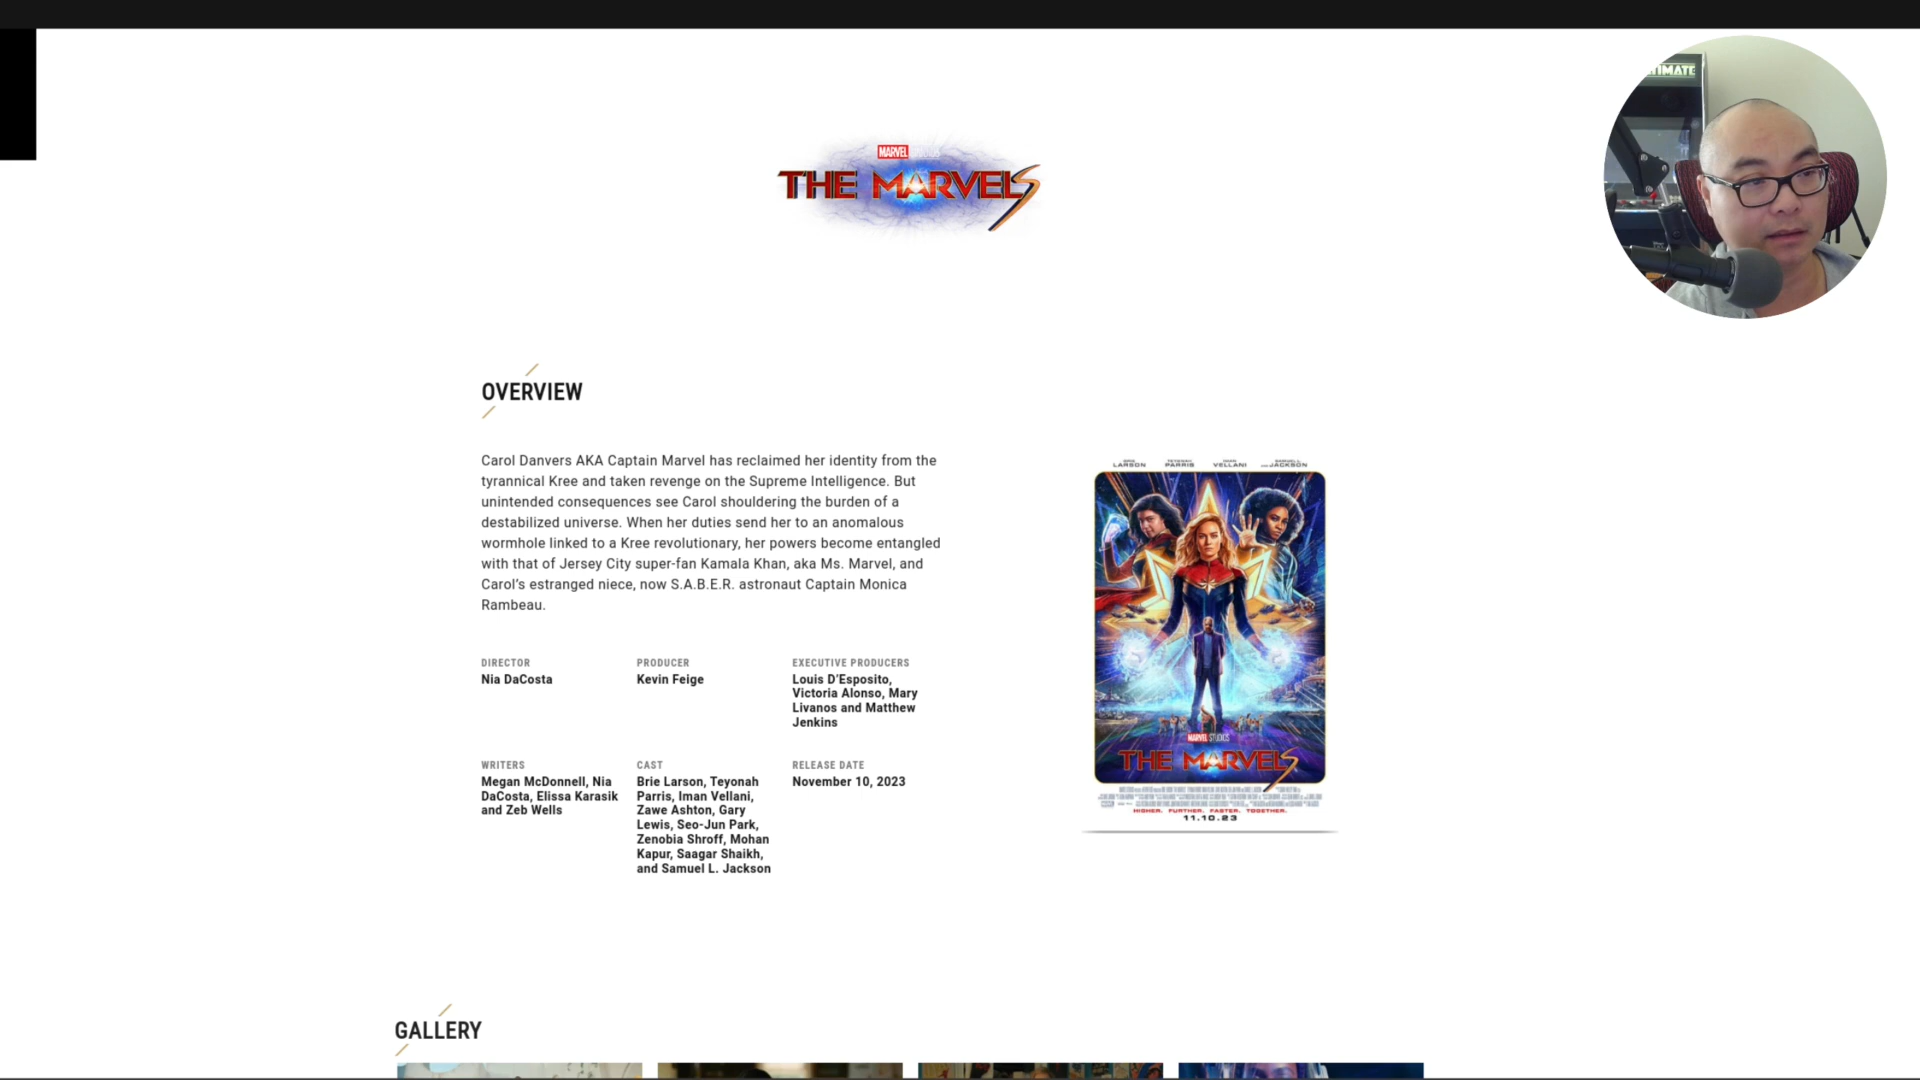 TIMATE
MARVEL STUDIOS
THE MARVELS
OVERVIEW
Carol Danvers AKA Captain Marvel has reclaimed her identity from the
tyrannical Kree and taken revenge on the Supreme Intelligence. But
unintended consequences see Carol shouldering the burden of a
destabilized universe. When her duties send her to an anomalous
wormhole linked to a Kree revolutionary, her powers become entangled
with that of Jersey City super-fan Kamala Khan, aka Ms. Marvel, and
Carol’s estranged niece, now S.A.B.E.R. astronaut Captain Monica
Rambeau.
DIRECTOR
Nia DaCosta
PRODUCER
Kevin Feige
EXECUTIVE PRODUCERS
Louis D’Esposito,
Victoria Alonso, Mary
Livanos and Matthew
Jenkins
WRITERS
Megan McDonnell, Nia
DaCosta, Elissa Karasik
and Zeb Wells
CAST
Brie Larson, Teyonah
Parris, Iman Vellani,
Zawe Ashton, Gary
Lewis, Seo-Jun Park,
Zenobia Shroff, Mohan
Kapur, Saagar Shaikh,
and Samuel L. Jackson
RELEASE DATE
November 10, 2023
LARSON PARRIS VELLANI JACKSON
MARVEL STUDIOS
THE MARVELS
HIGHER. FURTHER. FASTER. TOGETHER.
11.10.23
GALLERY